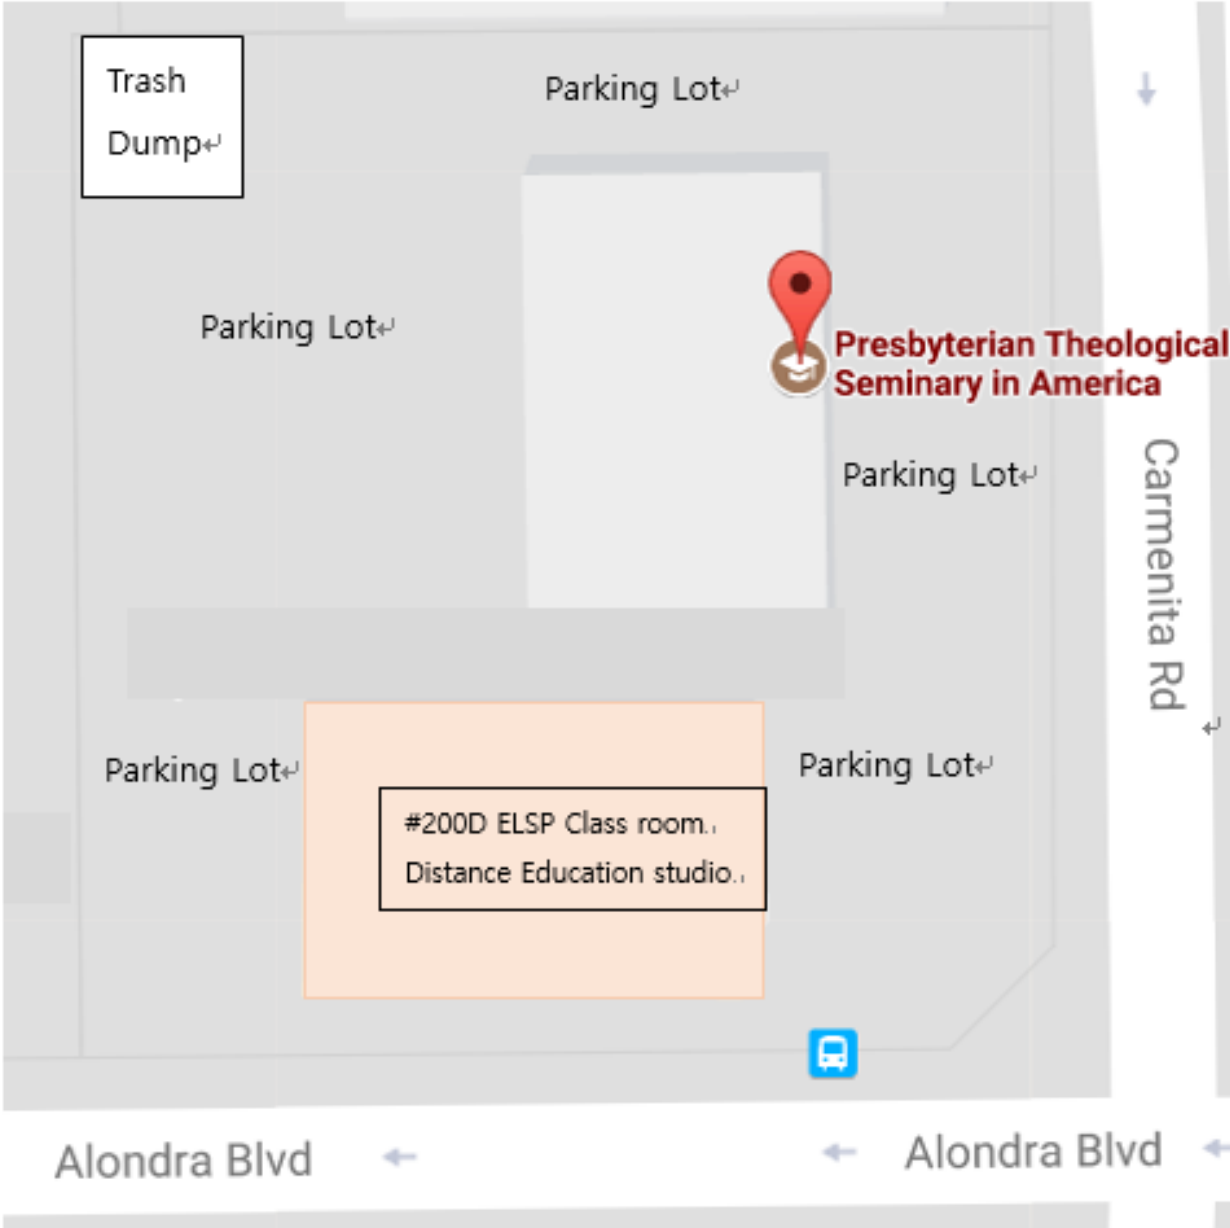 Trash
Dump
Parking Lot
Parking Lot
Presbyterian Theological
Seminary in America
Parking Lot
Carmenita Rd
Parking Lot
Parking Lot
#200D ELSP Class room.
Distance Education studio.
Alondra Blvd
Alondra Blvd